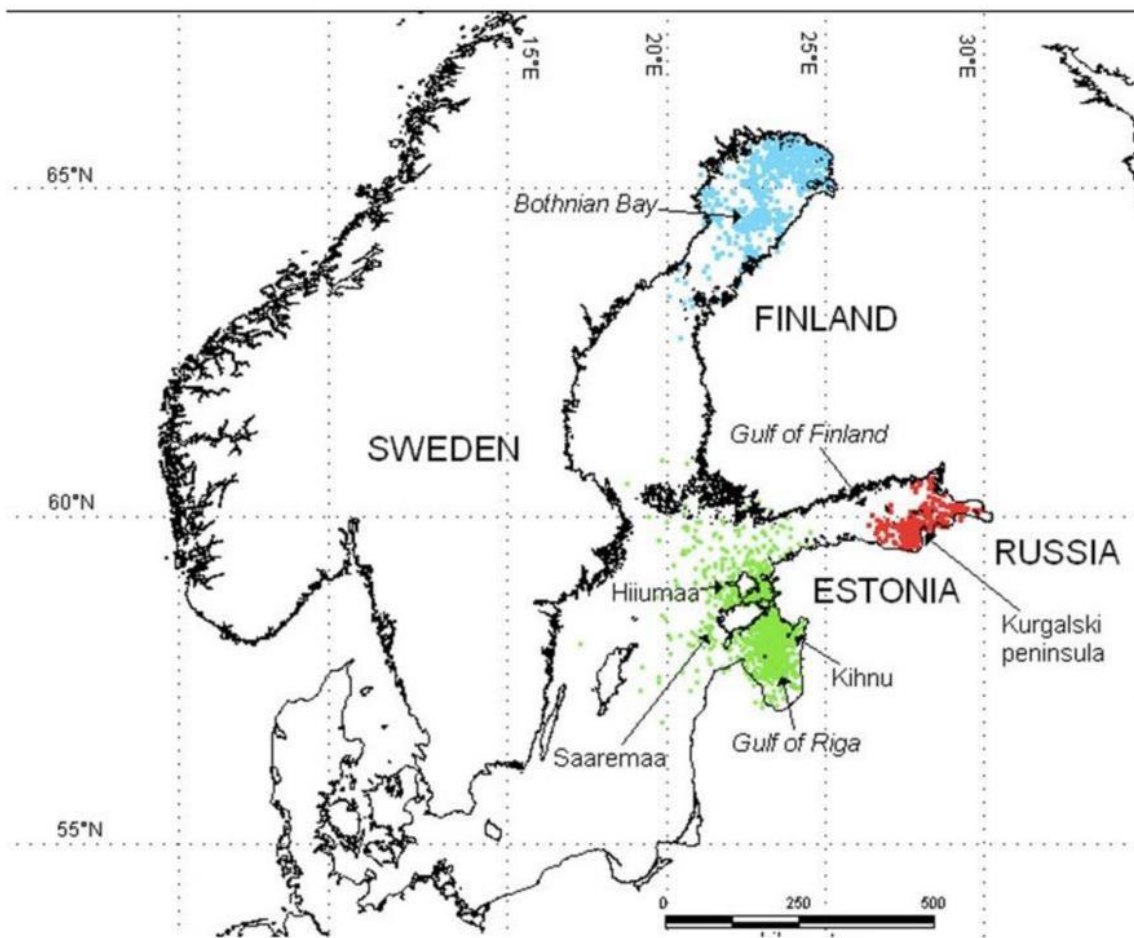 15°E
20°E
25°E
30°E
65°N
Bothnian Bay
FINLAND
SWEDEN
Gulf of Finland
60°N
RUSSIA
Hiiumaa
ESTONIA
Kurgalski
peninsula
Kihnu
Gulf of Riga
Saaremaa
55°N
0
250
500